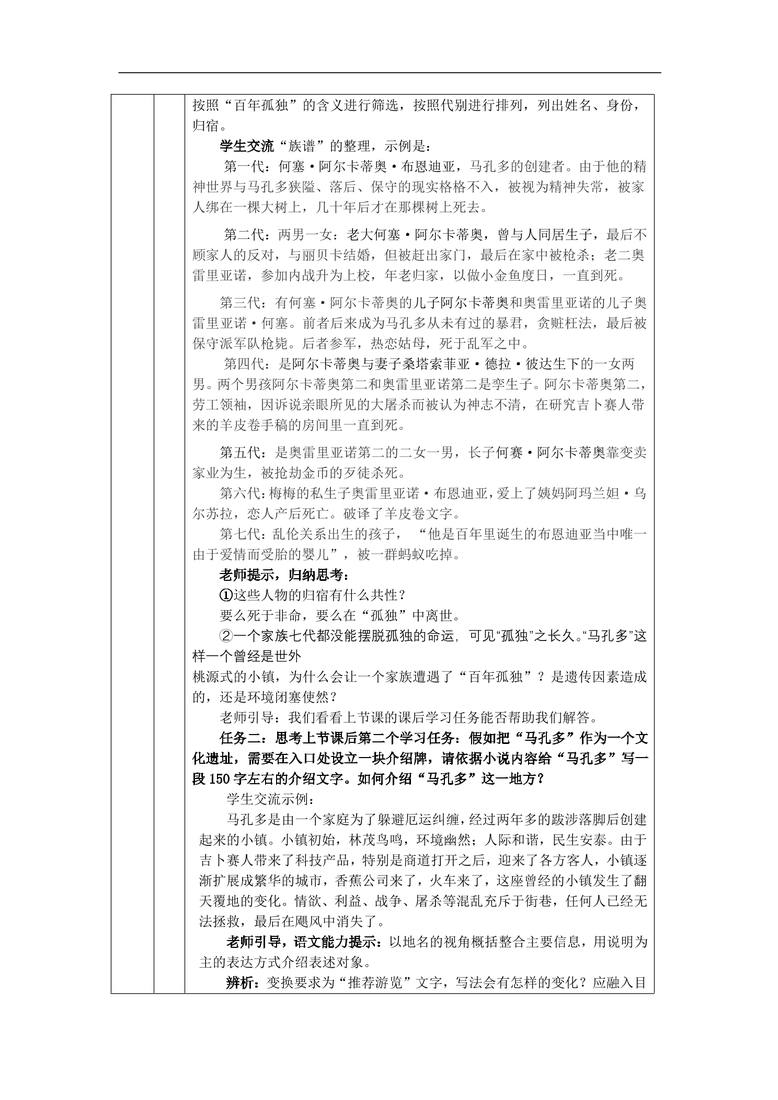 按照“百年孤独”的含义进行筛选，按照代别进行排列，列出姓名、身份，
归宿。
学生交流“族谱”的整理，示例是：
第一代：何塞·阿尔卡蒂奥·布恩迪亚，马孔多的创建者。由于他的精
神世界与马孔多狭隘、落后、保守的现实格格不入，被视为精神失常，被家
人绑在一棵大树上，几十年后才在那棵树上死去。
第二代：两男一女：老大何塞·阿尔卡蒂奥，曾与人同居生子，最后不
顾家人的反对，与丽贝卡结婚，但被赶出家门，最后在家中被枪杀；老二奥
雷里亚诺，参加内战升为上校，年老归家，以做小金鱼度日，一直到死。
第三代：有何塞·阿尔卡蒂奥的儿子阿尔卡蒂奥和奥雷里亚诺的儿子奥
雷里亚诺·何塞。前者后来成为马孔多从未有过的暴君，贪赃枉法，最后被
保守派军队枪毙。后者参军，热恋姑母，死于乱军之中。
第四代：是阿尔卡蒂奥与妻子桑塔索菲亚·德拉·彼达生下的一女两
男。两个男孩阿尔卡蒂奥第二和奥雷里亚诺第二是孪生子。阿尔卡蒂奥第二，
劳工领袖，因诉说亲眼所见的大屠杀而被认为神志不清，在研究吉卜赛人带
来的羊皮卷手稿的房间里一直到死。
第五代：是奥雷里亚诺第二的二女一男，长子何赛·阿尔卡蒂奥靠变卖
家业为生，被抢劫金币的歹徒杀死。
第六代：梅梅的私生子奥雷里亚诺·布恩迪亚，爱上了姨妈阿玛兰妲·乌
尔苏拉，恋人产后死亡。破译了羊皮卷文字。
第七代：乱伦关系出生的孩子， “他是百年里诞生的布恩迪亚当中唯一
由于爱情而受胎的婴儿”，被一群蚂蚁吃掉。
老师提示，归纳思考：
①这些人物的归宿有什么共性？
要么死于非命，要么在“孤独”中离世。
②一个家族七代都没能摆脱孤独的命运，可见“孤独”之长久。“马孔多”这
样一个曾经是世外
桃源式的小镇，为什么会让一个家族遭遇了“百年孤独”？是遗传因素造成
的，还是环境闭塞使然？
老师引导：我们看看上节课的课后学习任务能否帮助我们解答。
任务二：思考上节课后第二个学习任务：假如把“马孔多”作为一个文
化遗址，需要在入口处设立一块介绍牌，请依据小说内容给“马孔多”写一
段 150 字左右的介绍文字。如何介绍“马孔多”这一地方？
学生交流示例：
马孔多是由一个家庭为了躲避厄运纠缠，经过两年多的跋涉落脚后创建
起来的小镇。小镇初始，林茂鸟鸣，环境幽然；人际和谐，民生安泰。由于
吉卜赛人带来了科技产品，特别是商道打开之后，迎来了各方客人，小镇逐
渐扩展成繁华的城市，香蕉公司来了，火车来了，这座曾经的小镇发生了翻
天覆地的变化。情欲、利益、战争、屠杀等混乱充斥于街巷，任何人已经无
法拯救，最后在飓风中消失了。
老师引导，语文能力提示：以地名的视角概括整合主要信息，用说明为
主的表达方式介绍表述对象。
辨析：变换要求为“推荐游览”文字，写法会有怎样的变化？应融入目